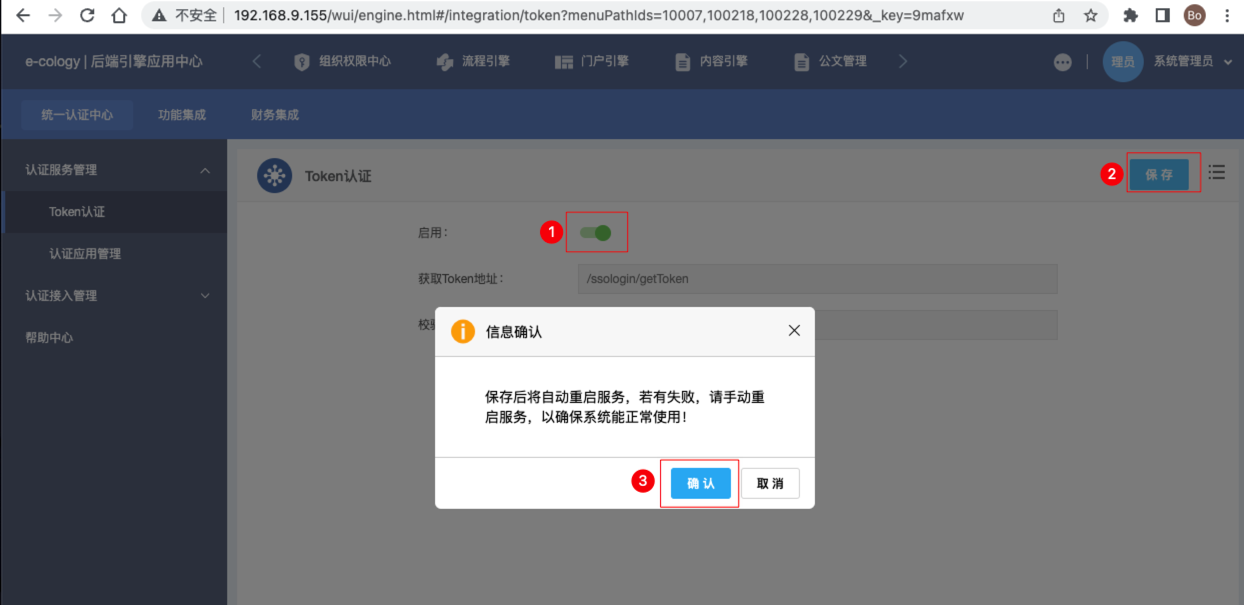 不安全 192.168.9.155/wui/engine.html#/integration/token?menuPathIds=10007,100218,100228,100229&_key=9mafxw Bo
e-cology | 后端引擎应用中心 组织权限中心 流程引擎 门户引擎 内容引擎 公文管理 理员 系统管理员
统一认证中心 功能集成 财务集成
认证服务管理
Token认证
认证应用管理
认证接入管理
帮助中心
Token认证
2 保存
启用： 1
获取Token地址： /ssologin/getToken
校
信息确认
保存后将自动重启服务，若有失败，请手动重
启服务，以确保系统能正常使用！
3 确认 取消